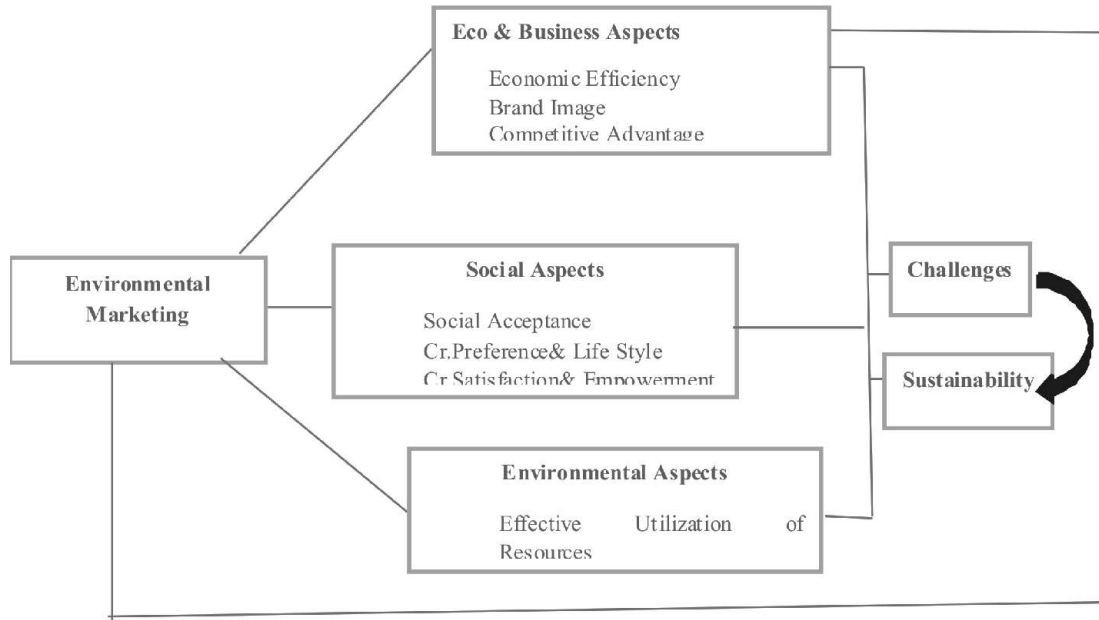 Eco & Business Aspects
Economic Efficiency
Brand Image
Competitive Advantage
Environmental
Marketing
Social Aspects
Social Acceptance
Cr.Preference& Life Style
Cr.Satisfaction& Empowerment
Challenges
Sustainability
Environmental Aspects
Effective Utilization of
Resources